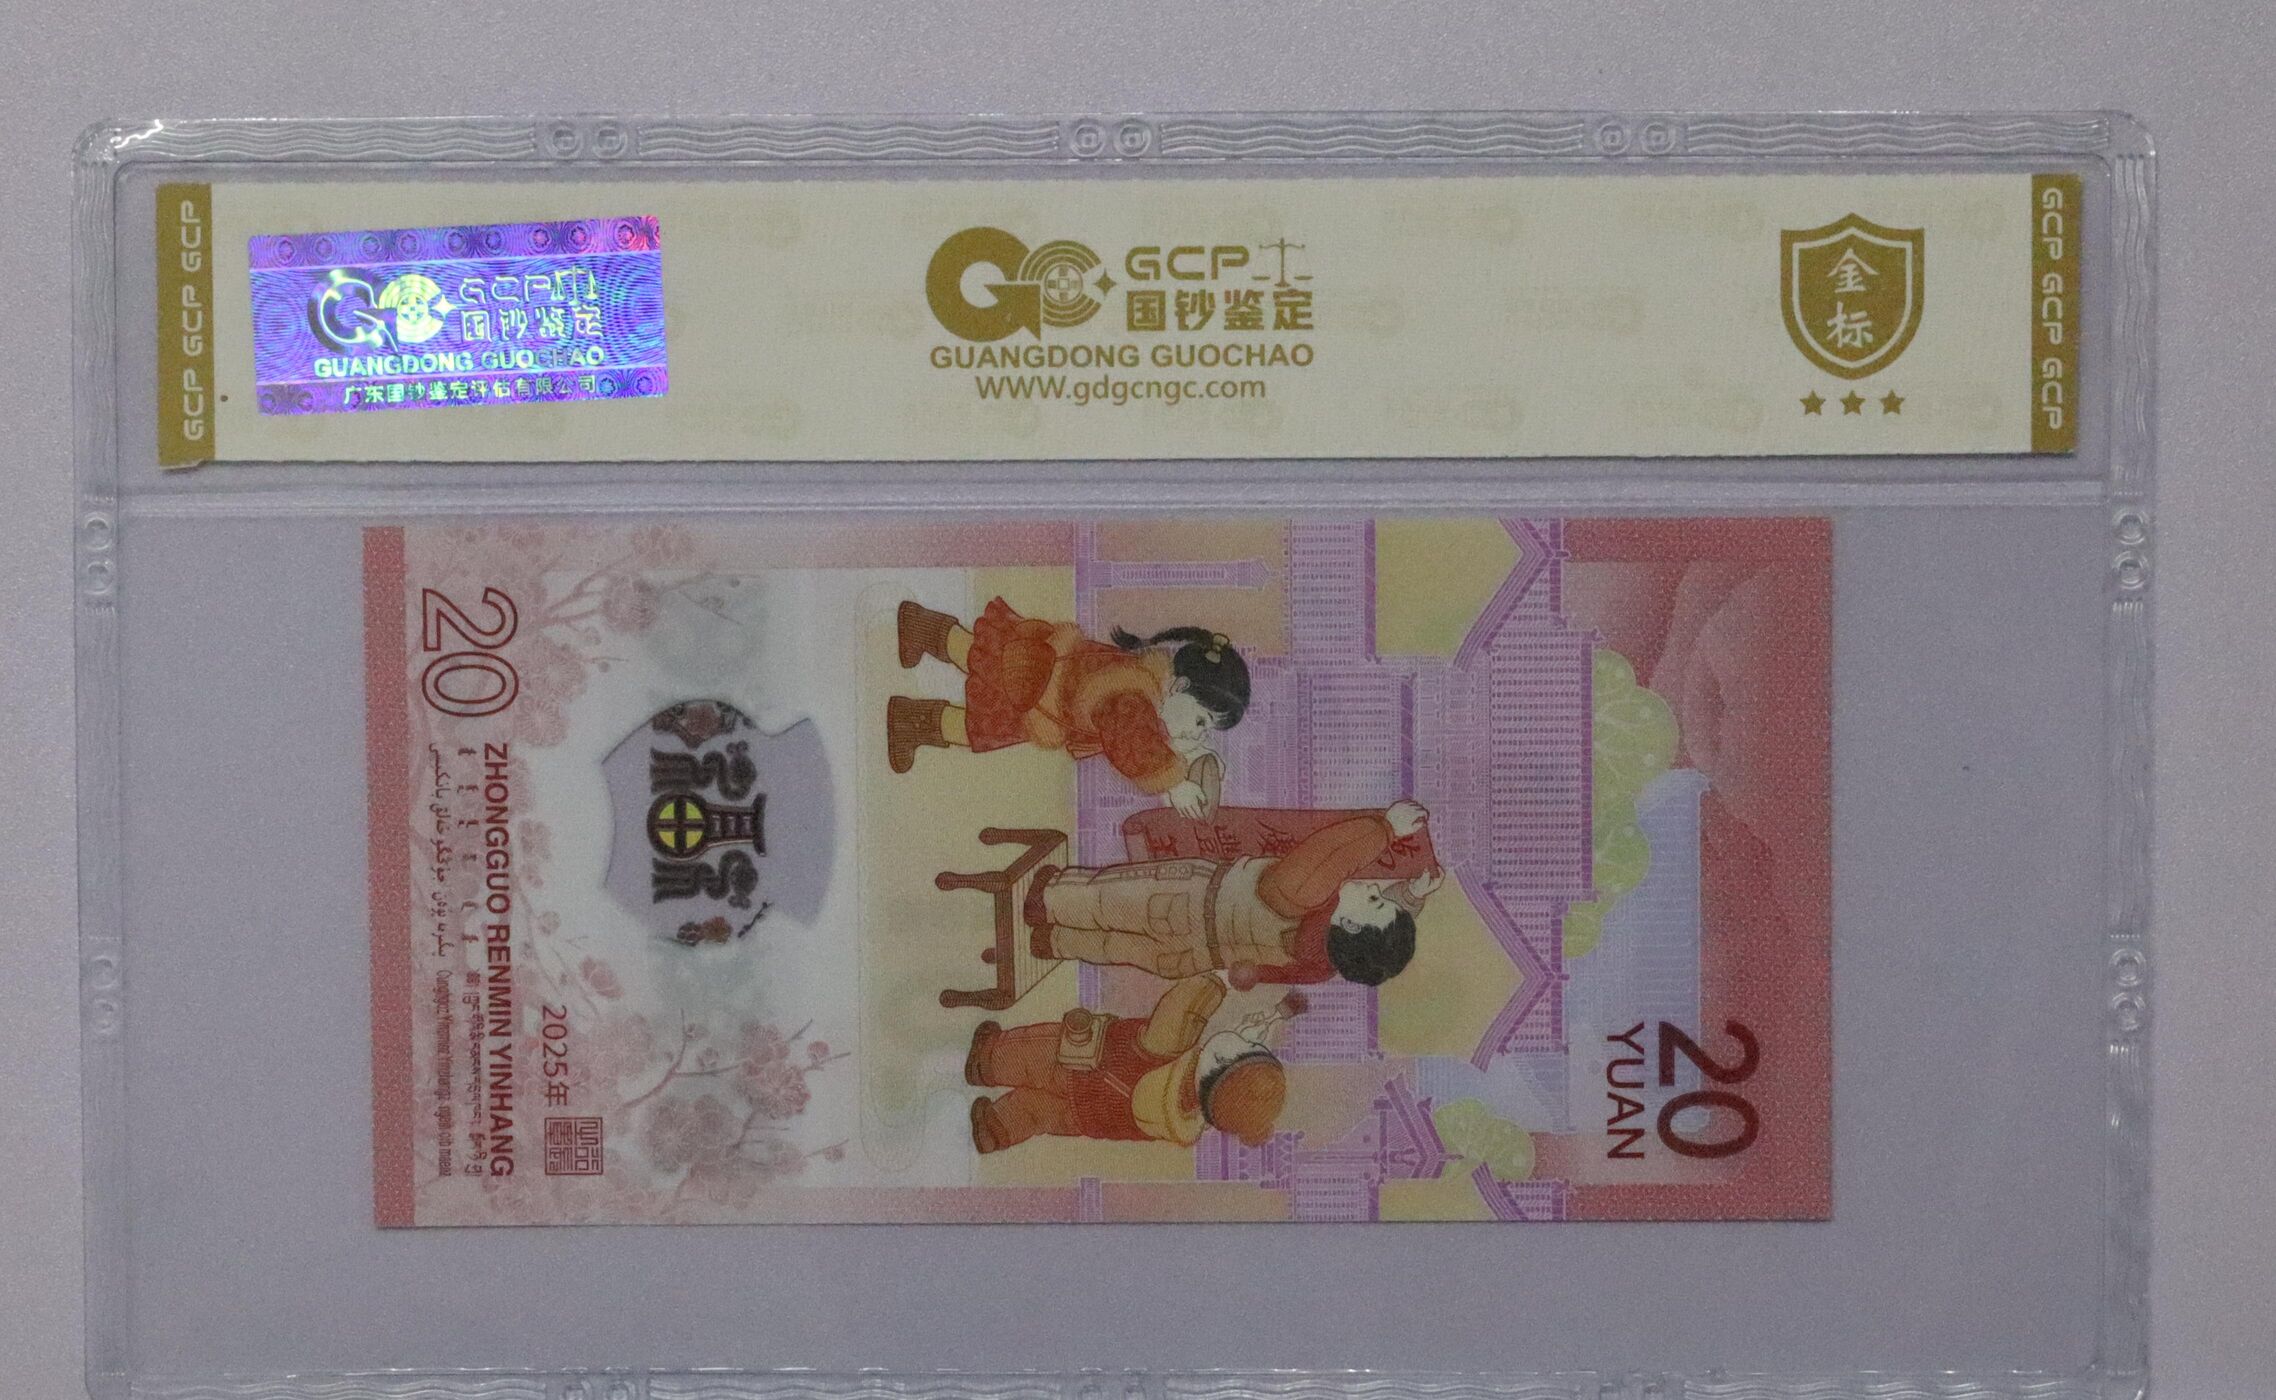 GCP GCP GCP
GCP
国钞鉴定
GUANGDONG GUOCHAO
广东国钞鉴定评估有限公司
GCP
国钞鉴定
GUANGDONG GUOCHAO
WWW.gdgcngc.com
金
标
GCP GCP GCP
20
ZHONGGUO RENMIN YINHANG
2025年
20
YUAN